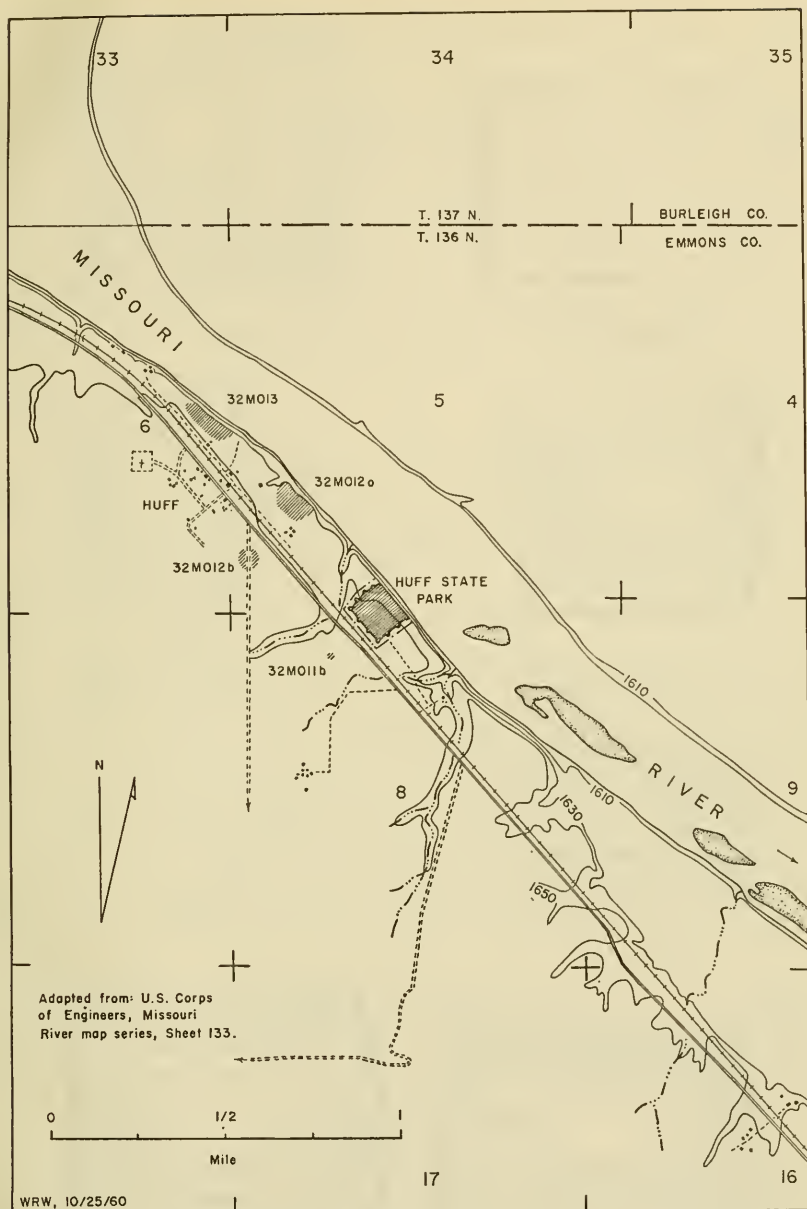 33 34 35
T. 137 N. BURLEIGH CO.
T. 136 N. EMMONS CO.
MISSOURI
32MO13
5 4
6
32MO12a
HUFF
HUFF STATE
PARK
32MO12b
32MO11b
1610
N
RIVER
8 1610 9
1630
1650
Adapted from: U.S. Corps
of Engineers, Missouri
River map series, Sheet 133.
0 1/2 1
Mile
17 16
WRW, 10/25/60